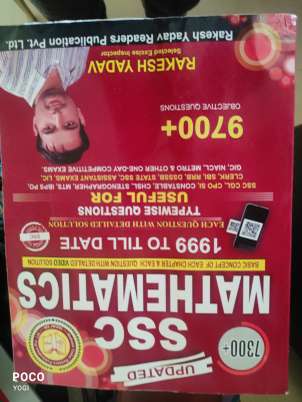 UPDATED
7300+
SSC
MATHEMATICS
BASIC CONCEPT OF EACH CHAPTER & EACH QUESTION WITH DETAILED VIDEO SOLUTION
1999 TO TILL DATE
EACH QUESTION WITH DETAILED SOLUTION
TYPEWISE QUESTIONS
USEFUL FOR
SSC CGL, CPO SI, CONSTABLE, CHSL, STENOGRAPHER, MTS, IBPS PO,
CLERK, SBI, RRB, DSSSB, STATE SSC, ASSISTANTE EXAMS, LIC,
GIC, NIACL, METRO & OTHER ONE-DAY COMPETITIVE EXAMS.
9700+
OBJECTIVE QUESTIONS
RAKESH YADAV
Selected Excise Inspector
Rakesh Yadav Readers Publication Pvt. Ltd.
POCO
YOGI